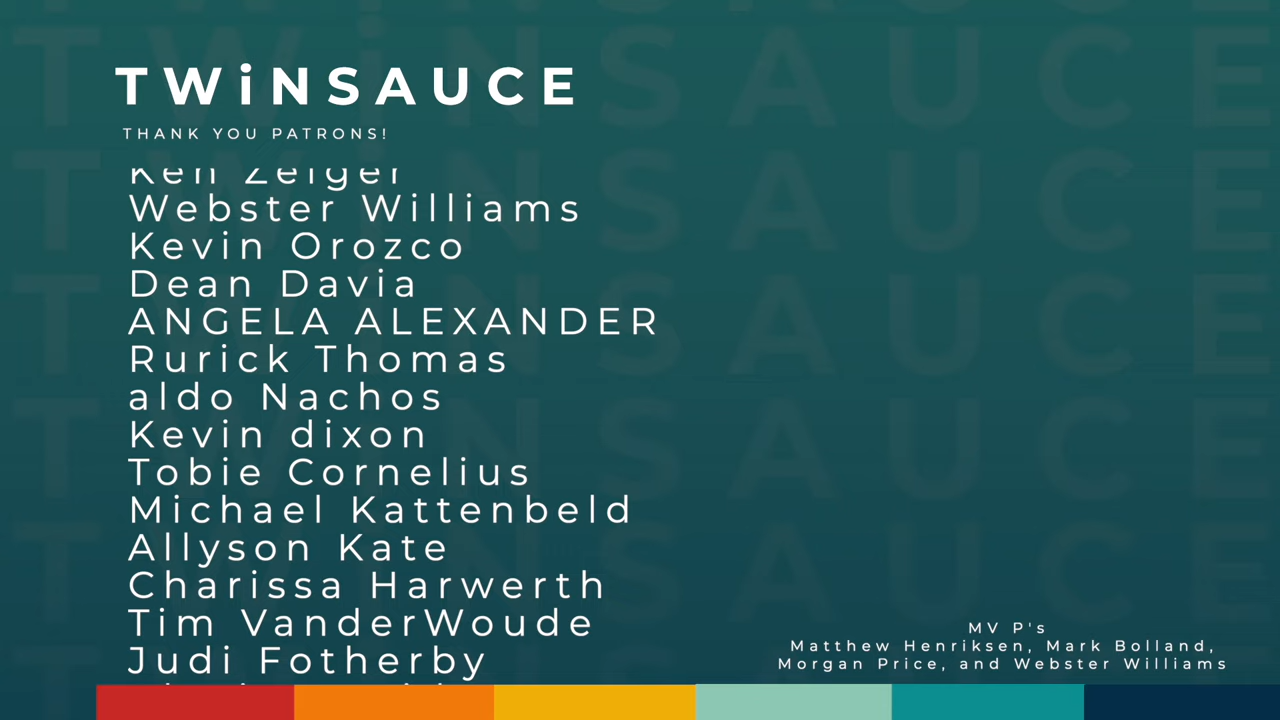 TWiNSAUCE
THANK YOU PATRONS!
Ken Zeiger
Webster Williams
Kevin Orozco
Dean Davia
ANGELA ALEXANDER
Rurick Thomas
aldo Nachos
Kevin dixon
Tobie Cornelius
Michael Kattenbeld
Allyson Kate
Charissa Harwerth
Tim VanderWoude
Judi Fotherby
MV P's
Matthew Henriksen, Mark Bolland,
Morgan Price, and Webster Williams